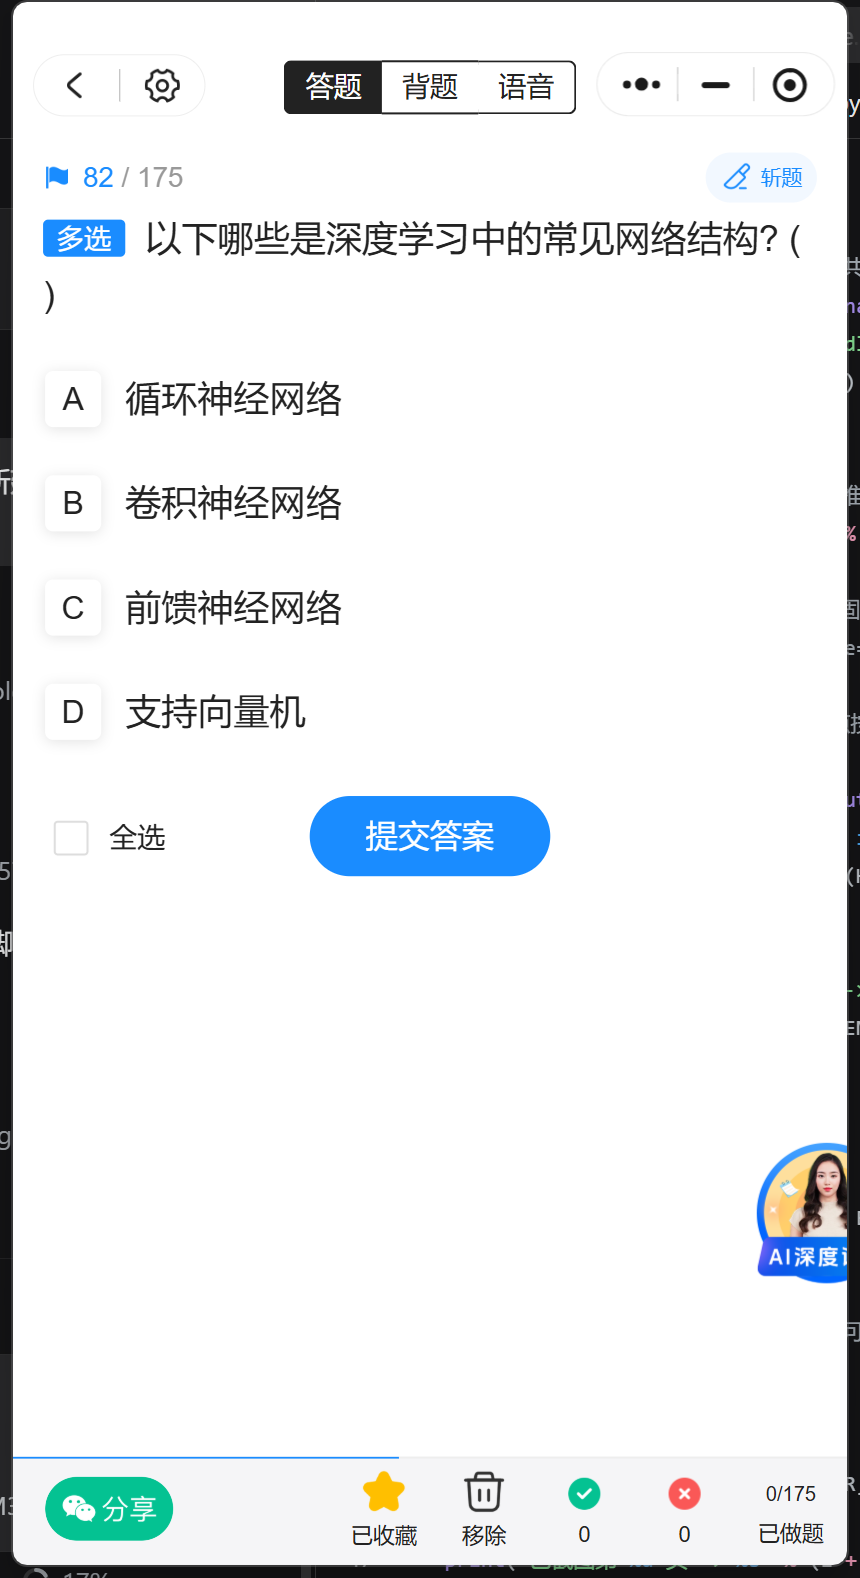 答题 背题 语音
82 / 175 斩题
多选 以下哪些是深度学习中的常见网络结构? (
)
A 循环神经网络
B 卷积神经网络
C 前馈神经网络
D 支持向量机
全选 提交答案
AI深度
分享 已收藏 移除 0 0 0/175 已做题
17%